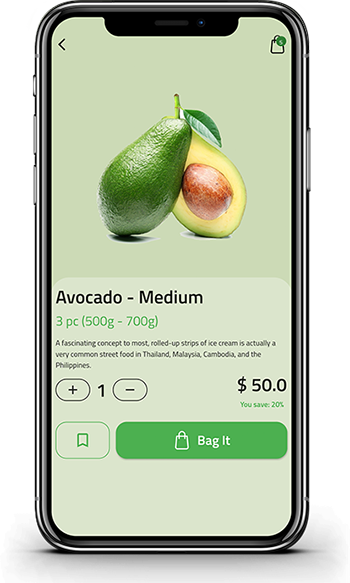 Avocado - Medium
3 pc (500g - 700g)
A fascinating concept to most, rolled-up strips of ice cream is actually a
very common street food in Thailand, Malaysia, Cambodia, and the
Philippines.
+ 1 −
$ 50.0
You save: 20%
Bag It